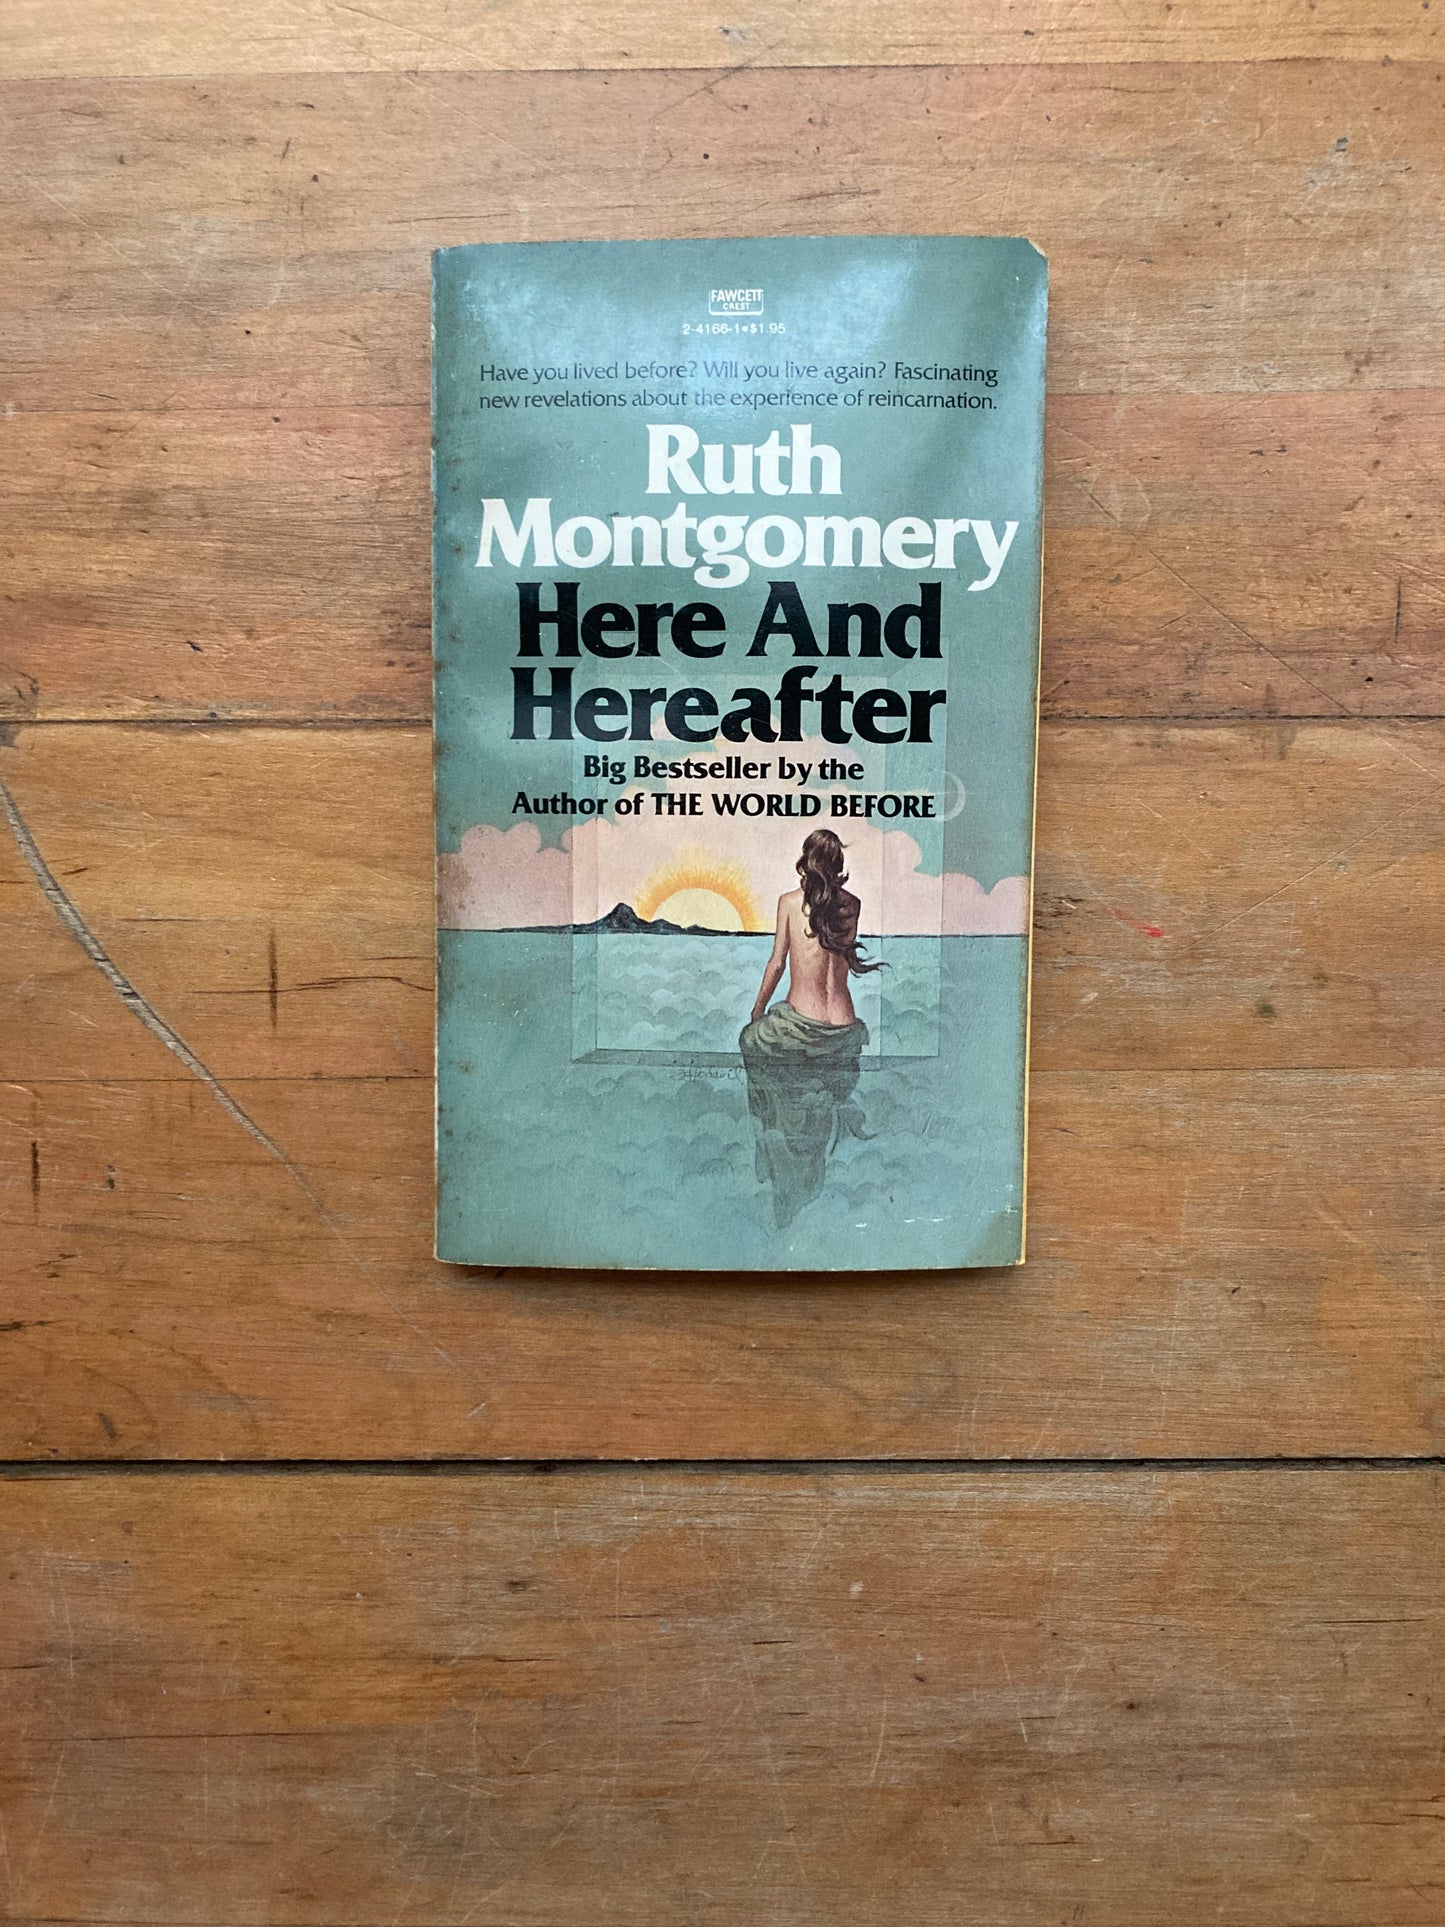 FAWCETT
CREST
2-4166-1•$1.95
Have you lived before? Will you live again? Fascinating
new revelations about the experience of reincarnation.
Ruth
Montgomery
Here And
Hereafter
Big Bestseller by the
Author of THE WORLD BEFORE